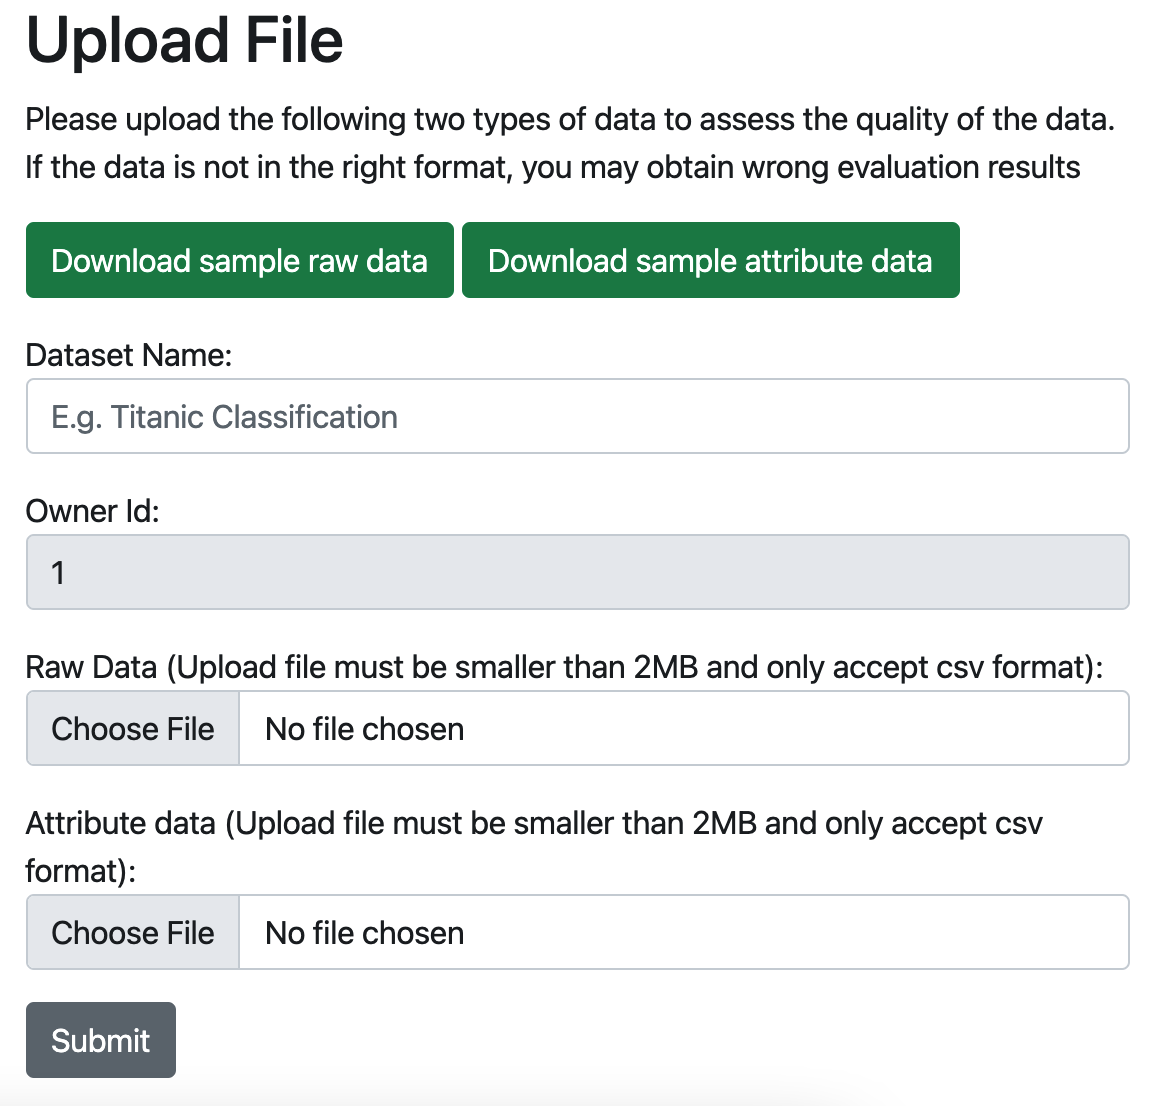 Upload File
Please upload the following two types of data to assess the quality of the data.
If the data is not in the right format, you may obtain wrong evaluation results
Download sample raw data Download sample attribute data
Dataset Name:
E.g. Titanic Classification
Owner Id:
1
Raw Data (Upload file must be smaller than 2MB and only accept csv format):
Choose File No file chosen
Attribute data (Upload file must be smaller than 2MB and only accept csv
format):
Choose File No file chosen
Submit